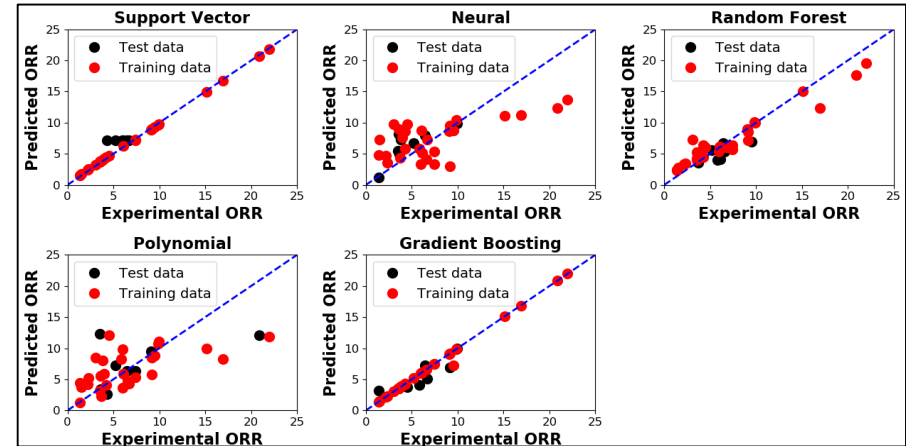 Support Vector
Predicted ORR
25
20
15
10
5
0
Test data
Training data
0 5 10 15 20 25
Experimental ORR
Neural
Predicted ORR
25
20
15
10
5
0
Test data
Training data
0 5 10 15 20 25
Experimental ORR
Random Forest
Predicted ORR
25
20
15
10
5
0
Test data
Training data
0 5 10 15 20 25
Experimental ORR
Polynomial
Predicted ORR
25
20
15
10
5
0
Test data
Training data
0 5 10 15 20 25
Experimental ORR
Gradient Boosting
Predicted ORR
25
20
15
10
5
0
Test data
Training data
0 5 10 15 20 25
Experimental ORR